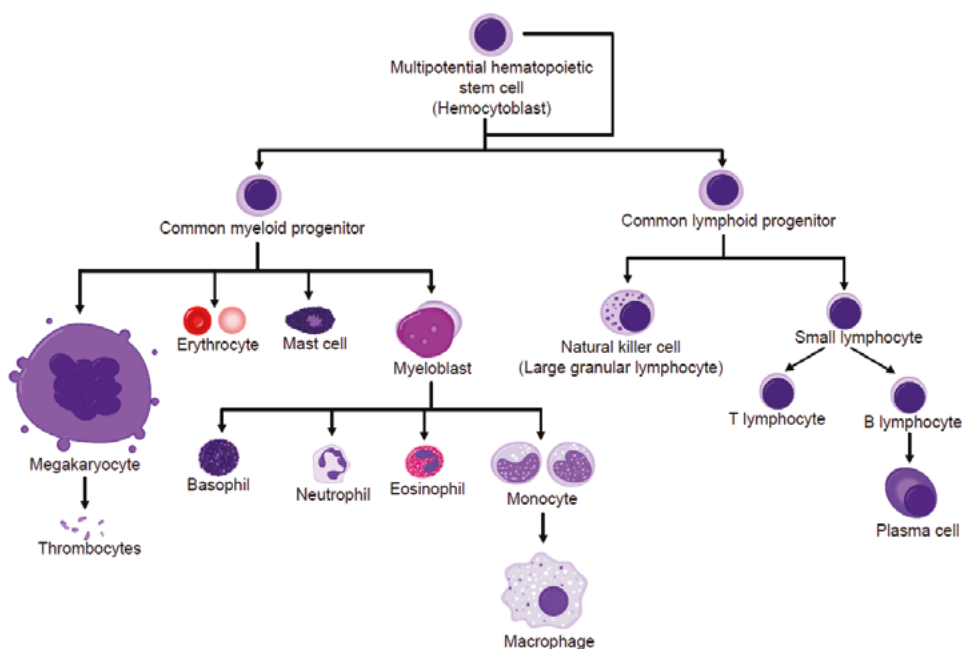 Multipotential hematopoietic
stem cell
(Hemocytoblast)
Common myeloid progenitor
Common lymphoid progenitor
Erythrocyte
Mast cell
Myeloblast
Natural killer cell
(Large granular lymphocyte)
Small lymphocyte
T lymphocyte
B lymphocyte
Megakaryocyte
Basophil
Neutrophil
Eosinophil
Monocyte
Plasma cell
Thrombocytes
Macrophage